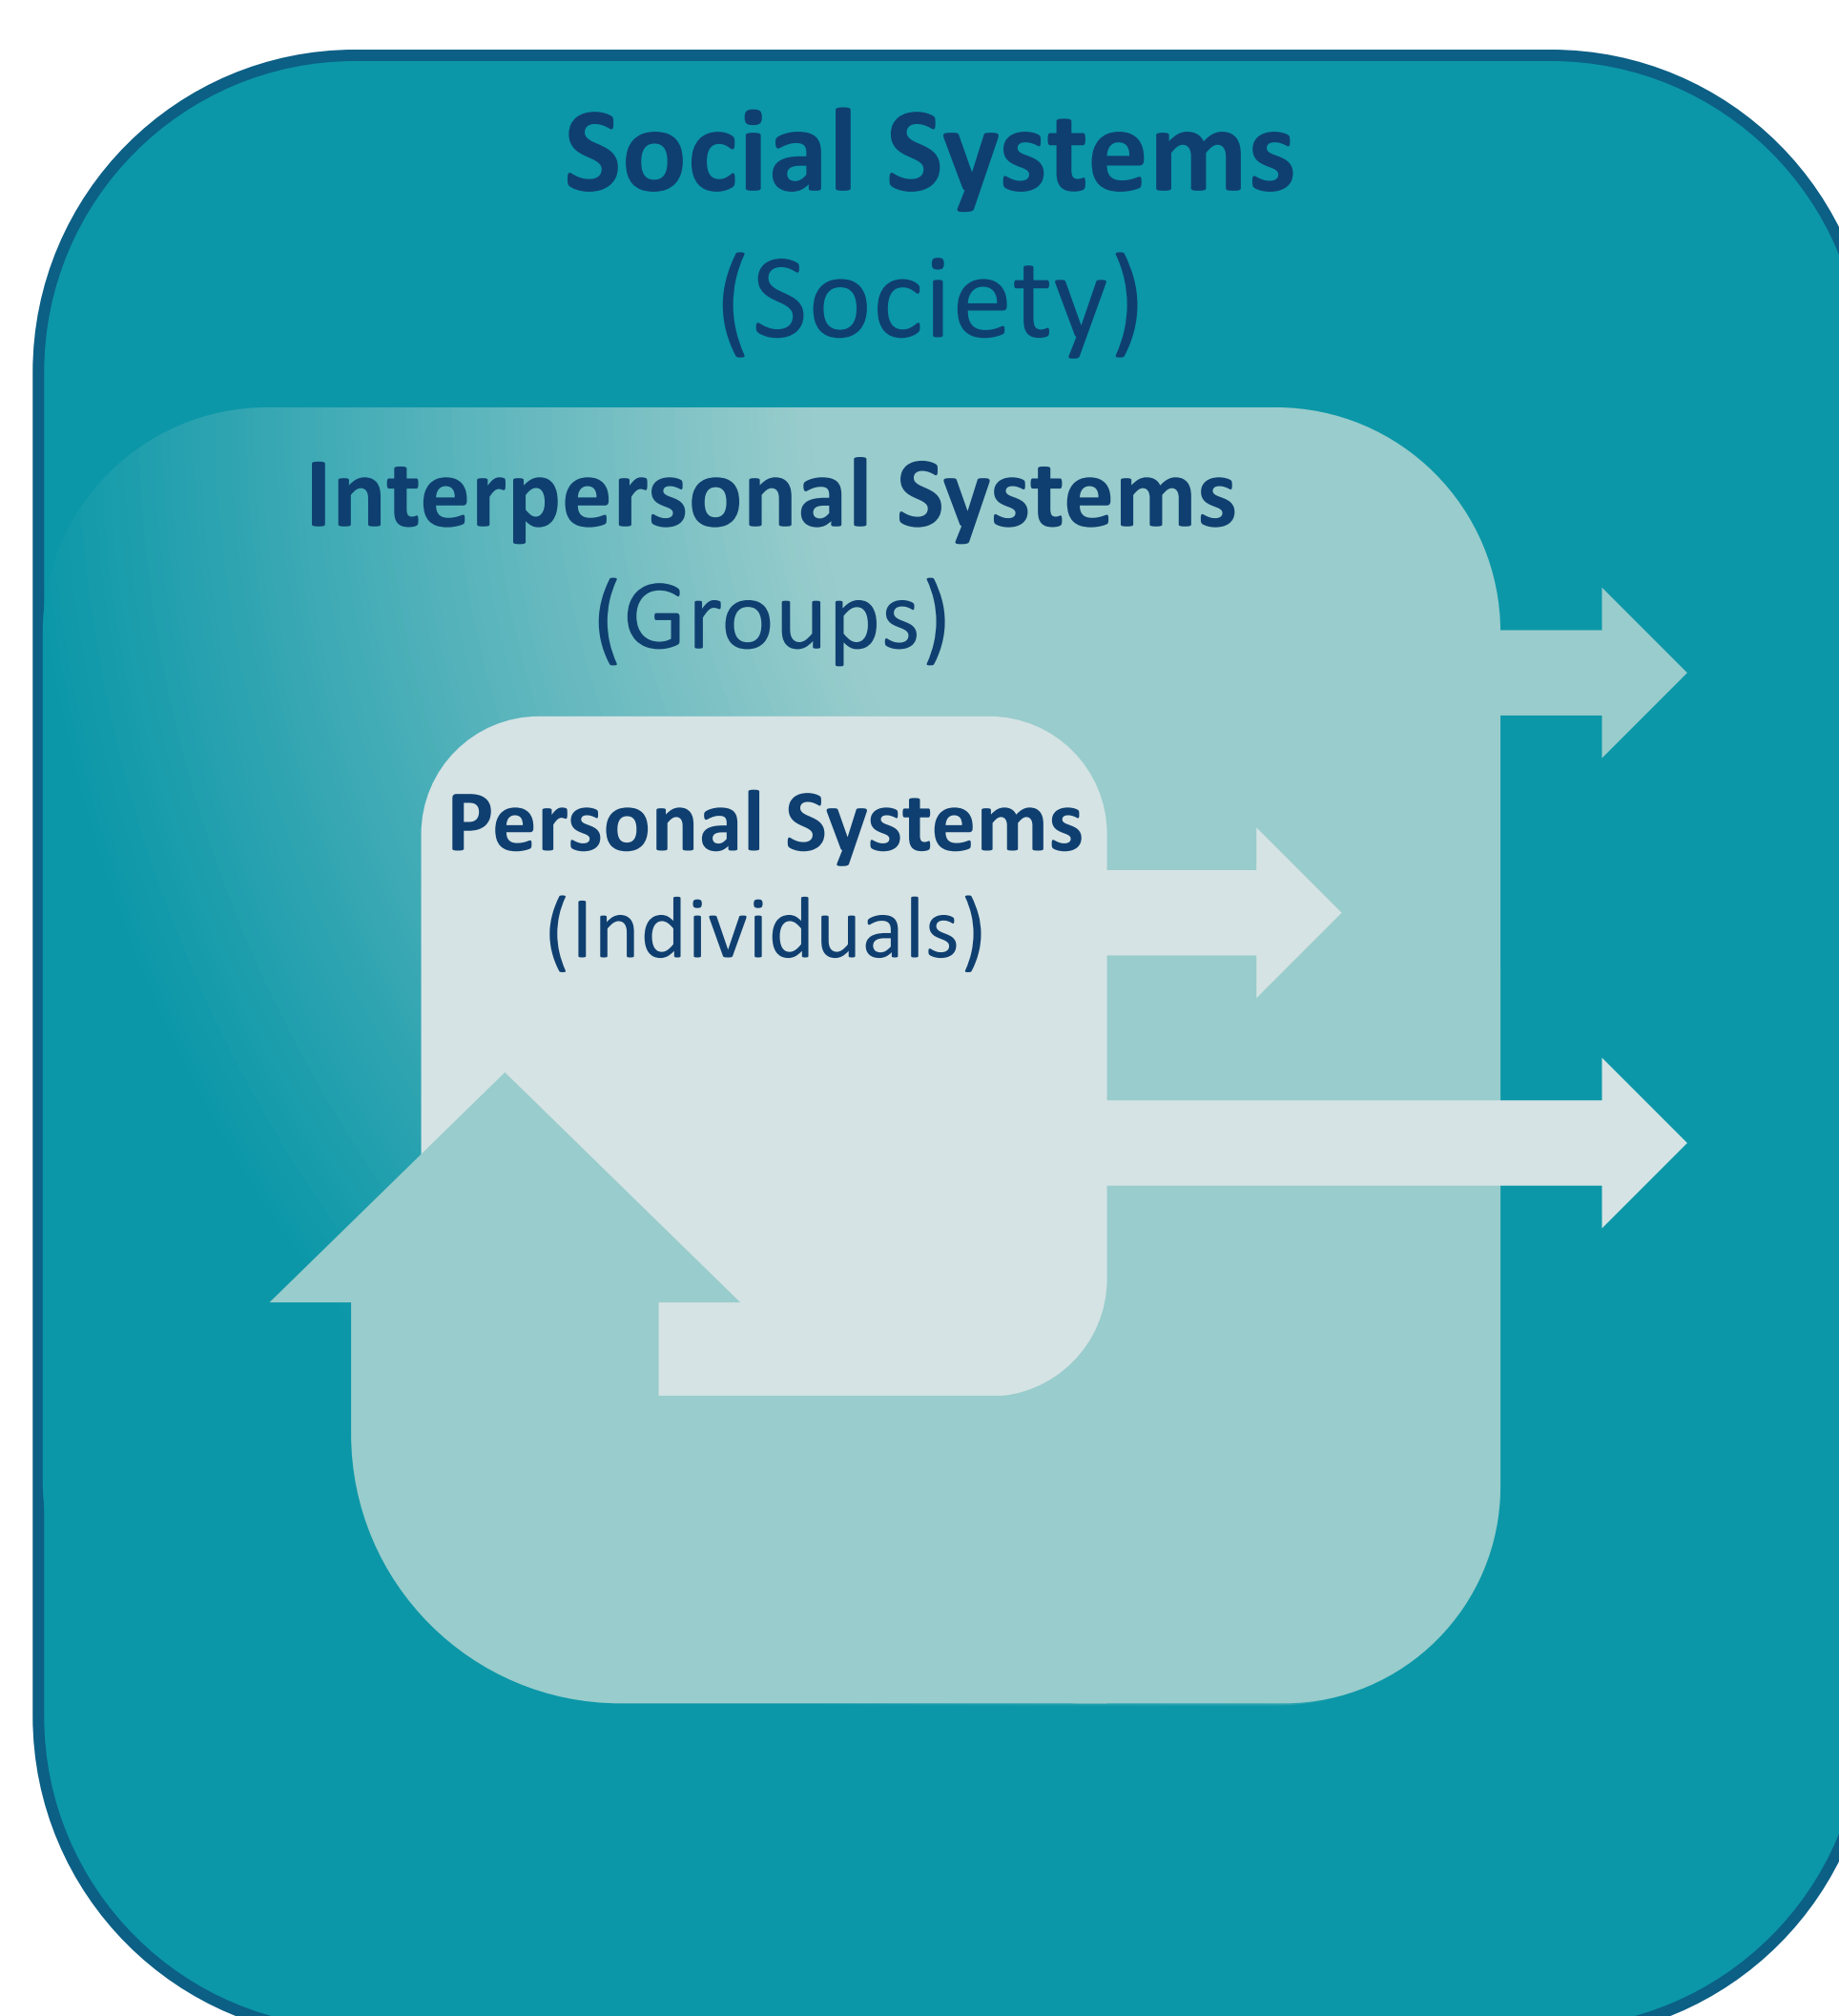 Social Systems
(Society)
Interpersonal Systems
(Groups)
Personal Systems
(Individuals)